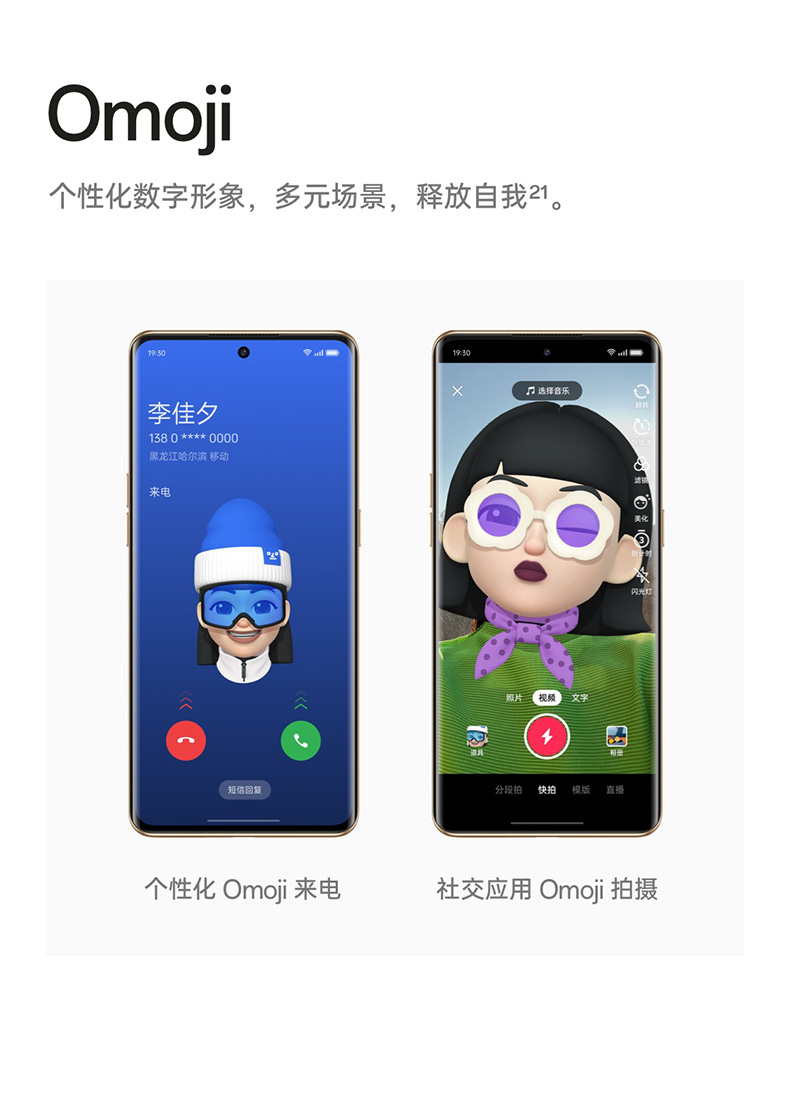 Omoji
个性化数字形象，多元场景，释放自我21。
19:30
李佳夕
138 0 **** 0000
黑龙江哈尔滨 移动
来电
短信回复
19:30
选择音乐
翻转
滤镜
美化
3
倒计时
闪光灯
照片 视频 文字
道具
相册
分段拍 快拍 模版 直播
个性化 Omoji 来电
社交应用 Omoji 拍摄